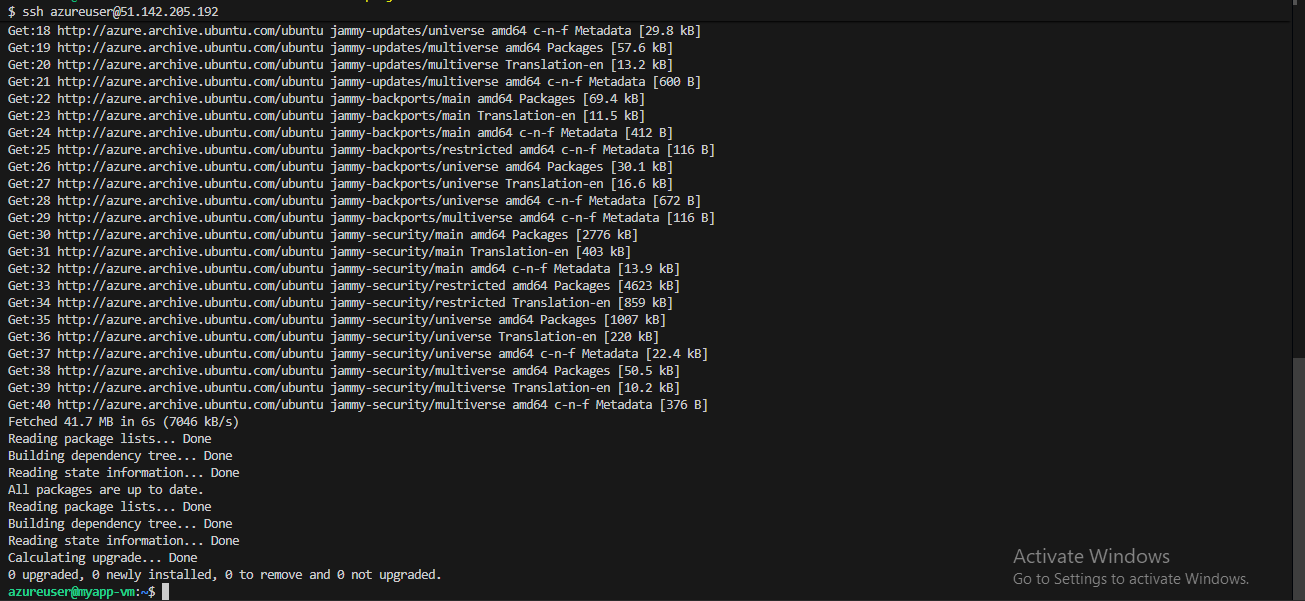 $ ssh azureuser@51.142.205.192
Get:18 http://azure.archive.ubuntu.com/ubuntu jammy-updates/universe amd64 c-n-f Metadata [29.8 kB]
Get:19 http://azure.archive.ubuntu.com/ubuntu jammy-updates/multiverse amd64 Packages [57.6 kB]
Get:20 http://azure.archive.ubuntu.com/ubuntu jammy-updates/multiverse Translation-en [13.2 kB]
Get:21 http://azure.archive.ubuntu.com/ubuntu jammy-updates/multiverse amd64 c-n-f Metadata [600 B]
Get:22 http://azure.archive.ubuntu.com/ubuntu jammy-backports/main amd64 Packages [69.4 kB]
Get:23 http://azure.archive.ubuntu.com/ubuntu jammy-backports/main Translation-en [11.5 kB]
Get:24 http://azure.archive.ubuntu.com/ubuntu jammy-backports/main amd64 c-n-f Metadata [412 B]
Get:25 http://azure.archive.ubuntu.com/ubuntu jammy-backports/restricted amd64 c-n-f Metadata [116 B]
Get:26 http://azure.archive.ubuntu.com/ubuntu jammy-backports/universe amd64 Packages [30.1 kB]
Get:27 http://azure.archive.ubuntu.com/ubuntu jammy-backports/universe Translation-en [16.6 kB]
Get:28 http://azure.archive.ubuntu.com/ubuntu jammy-backports/universe amd64 c-n-f Metadata [672 B]
Get:29 http://azure.archive.ubuntu.com/ubuntu jammy-backports/multiverse amd64 c-n-f Metadata [116 B]
Get:30 http://azure.archive.ubuntu.com/ubuntu jammy-security/main amd64 Packages [2776 kB]
Get:31 http://azure.archive.ubuntu.com/ubuntu jammy-security/main Translation-en [403 kB]
Get:32 http://azure.archive.ubuntu.com/ubuntu jammy-security/main amd64 c-n-f Metadata [13.9 kB]
Get:33 http://azure.archive.ubuntu.com/ubuntu jammy-security/restricted amd64 Packages [4623 kB]
Get:34 http://azure.archive.ubuntu.com/ubuntu jammy-security/restricted Translation-en [859 kB]
Get:35 http://azure.archive.ubuntu.com/ubuntu jammy-security/universe amd64 Packages [1007 kB]
Get:36 http://azure.archive.ubuntu.com/ubuntu jammy-security/universe Translation-en [220 kB]
Get:37 http://azure.archive.ubuntu.com/ubuntu jammy-security/universe amd64 c-n-f Metadata [22.4 kB]
Get:38 http://azure.archive.ubuntu.com/ubuntu jammy-security/multiverse amd64 Packages [50.5 kB]
Get:39 http://azure.archive.ubuntu.com/ubuntu jammy-security/multiverse Translation-en [10.2 kB]
Get:40 http://azure.archive.ubuntu.com/ubuntu jammy-security/multiverse amd64 c-n-f Metadata [376 B]
Fetched 41.7 MB in 6s (7046 kB/s)
Reading package lists... Done
Building dependency tree... Done
Reading state information... Done
All packages are up to date.
Reading package lists... Done
Building dependency tree... Done
Reading state information... Done
Calculating upgrade... Done
0 upgraded, 0 newly installed, 0 to remove and 0 not upgraded.
azureuser@myapp-vm:~$
Activate Windows
Go to Settings to activate Windows.